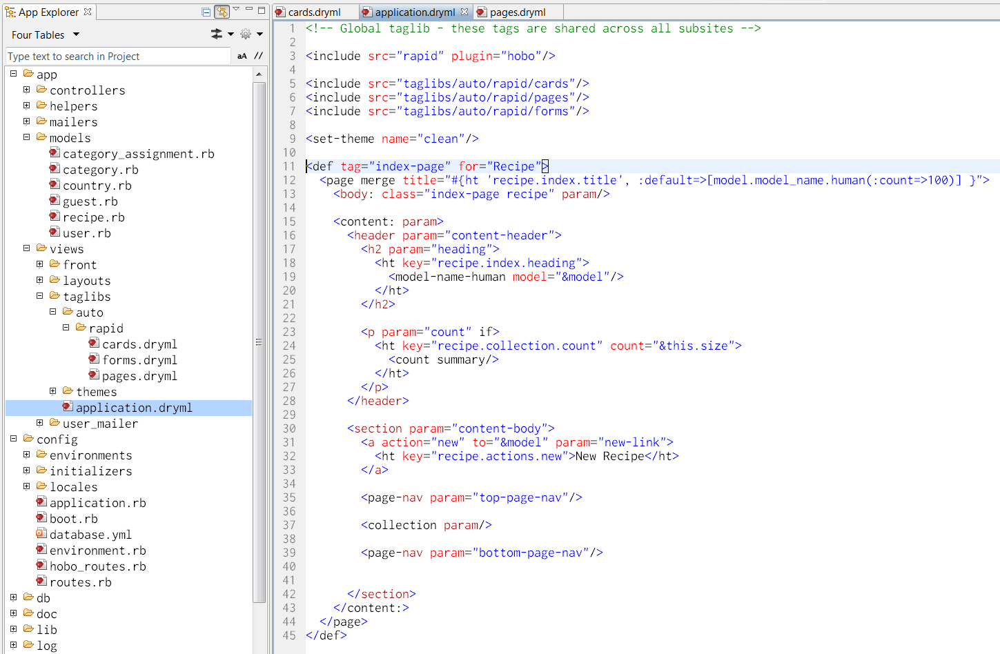 App Explorer
Four Tables
Type text to search in Project
aA //
app
controllers
helpers
mailers
models
category_assignment.rb
category.rb
country.rb
guest.rb
recipe.rb
user.rb
views
front
layouts
taglibs
auto
rapid
cards.dryml
forms.dryml
pages.dryml
themes
application.dryml
user_mailer
config
environments
initializers
locales
application.rb
boot.rb
database.yml
environment.rb
hobo_routes.rb
routes.rb
db
doc
lib
log
cards.dryml application.dryml pages.dryml
1 <!-- Global taglib - these tags are shared across all subsites -->
2
3 <include src="rapid" plugin="hobo"/>
4
5 <include src="taglibs/auto/rapid/cards"/>
6 <include src="taglibs/auto/rapid/pages"/>
7 <include src="taglibs/auto/rapid/forms"/>
8
9 <set-theme name="clean"/>
10
11 <def tag="index-page" for="Recipe">
12 <page merge title="#{ht 'recipe.index.title', :default=>[model.model_name.human(:count=>100)] }">
13 <body: class="index-page recipe" param/>
14
15 <content: param>
16 <header param="content-header">
17 <h2 param="heading">
18 <ht key="recipe.index.heading">
19 <model-name-human model="&model"/>
20 </ht>
21 </h2>
22
23 <p param="count" if>
24 <ht key="recipe.collection.count" count="&this.size">
25 <count summary/>
26 </ht>
27 </p>
28 </header>
29
30 <section param="content-body">
31 <a action="new" to="&model" param="new-link">
32 <ht key="recipe.actions.new">New Recipe</ht>
33 </a>
34
35 <page-nav param="top-page-nav"/>
36
37 <collection param/>
38
39 <page-nav param="bottom-page-nav"/>
40
41
42 </section>
43 </content:>
44 </page>
45 </def>